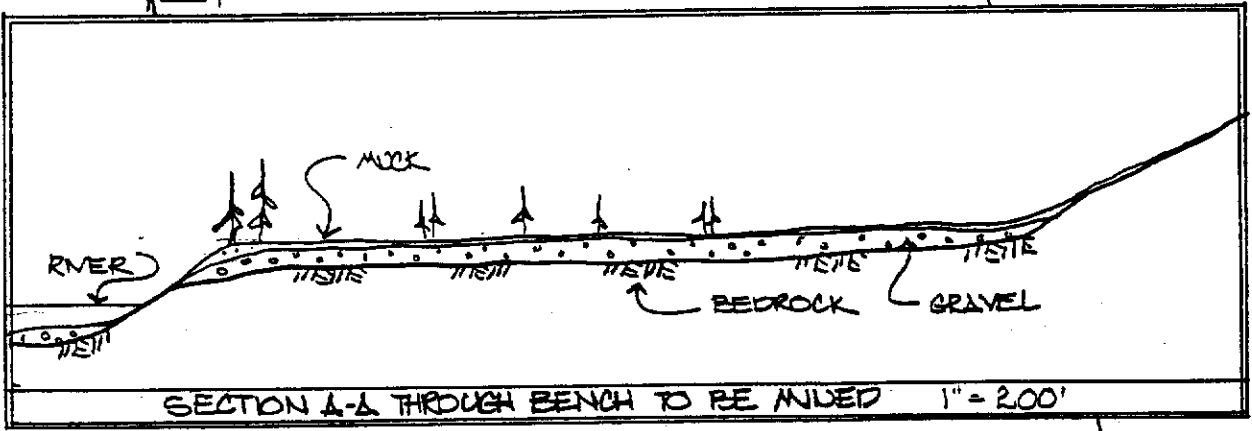 MUCK
RIVER
BEDROCK
GRAVEL
SECTION A-A THROUGH BENCH TO BE MINED 1" = 200'